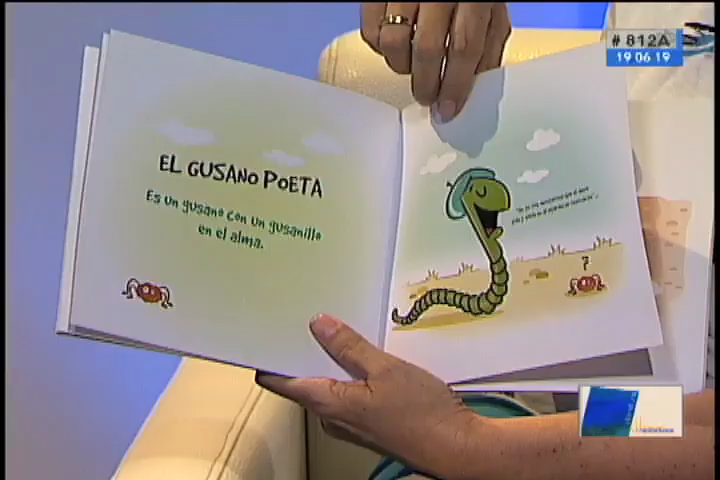 # 812A
19 06 19
EL GUSANO POETA
Es un gusano con un gusanillo
en el alma.
?